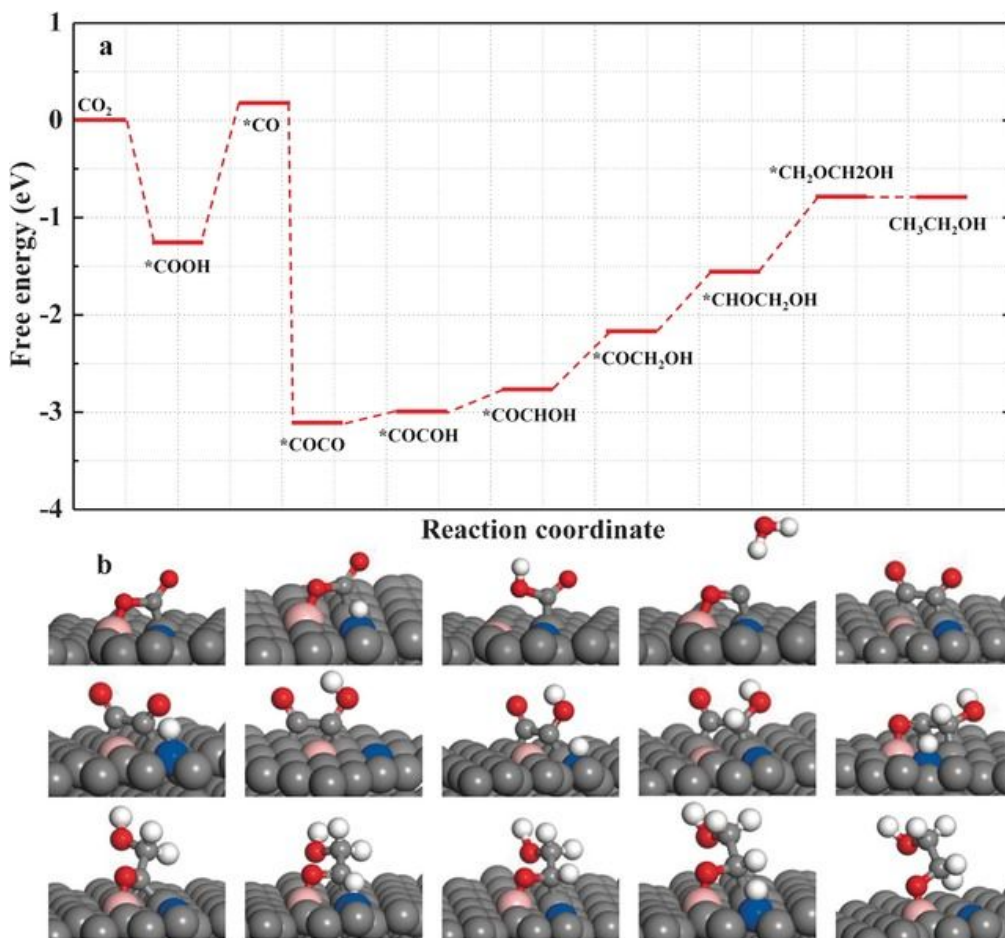 a
1
0
-1
-2
-3
-4
Free energy (eV)
CO₂
*COOH
*CO
*COCO
*COCOH
*COCHOH
*COCH₂OH
*CHOCH₂OH
*CH₂OCH2OH
CH₃CH₂OH
Reaction coordinate
b